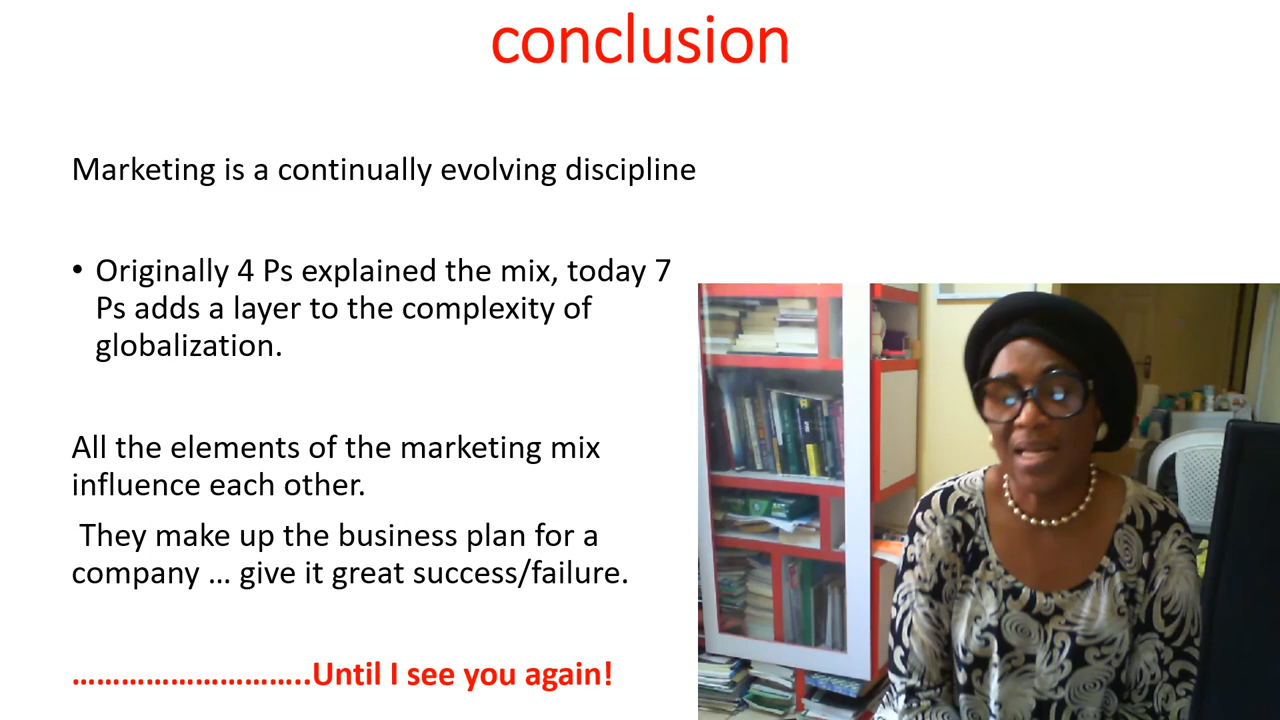 conclusion
Marketing is a continually evolving discipline
• Originally 4 Ps explained the mix, today 7
Ps adds a layer to the complexity of
globalization.
All the elements of the marketing mix
influence each other.
They make up the business plan for a
company … give it great success/failure.
………………………..Until I see you again!